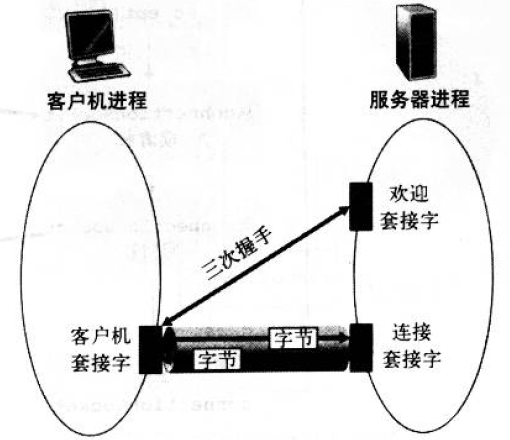 客户机进程
服务器进程
欢迎
套接字
三次握手
客户机
套接字
字节
字节
连接
套接字